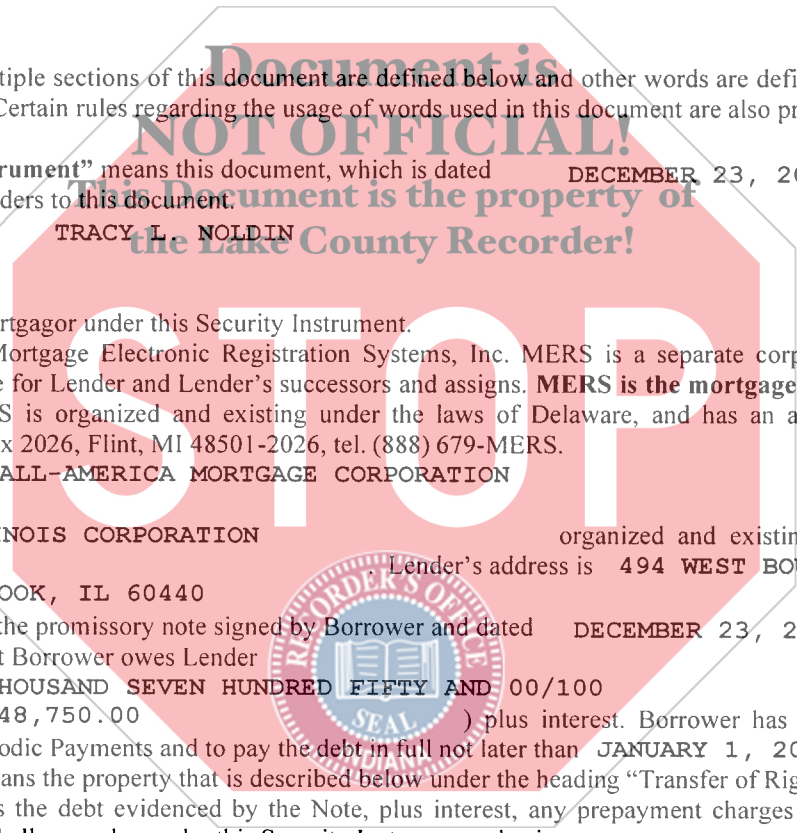 Document is
tiple sections of this document are defined below and other words are defi
Certain rules regarding the usage of words used in this document are also pr
NOT OFFICIAL!
rument” means this document, which is dated DECEMBER 23, 20
This Document is the property of
ders to this document.
TRACY L. NOLDIN
the Lake County Recorder!
rtgagor under this Security Instrument.
Mortgage Electronic Registration Systems, Inc. MERS is a separate corp
e for Lender and Lender's successors and assigns. MERS is the mortgage
S is organized and existing under the laws of Delaware, and has an a
x 2026, Flint, MI 48501-2026, tel. (888) 679-MERS.
STOP
ALL-AMERICA MORTGAGE CORPORATION
INOIS CORPORATION organized and existin
. Lender's address is 494 WEST BOU
OOK, IL 60440
RECORDER'S OFFICE
the promissory note signed by Borrower and dated DECEMBER 23, 2
t Borrower owes Lender
HOUSAND SEVEN HUNDRED FIFTY AND 00/100
48,750.00 ) plus interest. Borrower has
SEAL
INDIANA
odic Payments and to pay the debt in full not later than JANUARY 1, 20
ans the property that is described below under the heading “Transfer of Rig
s the debt evidenced by the Note, plus interest, any prepayment charges